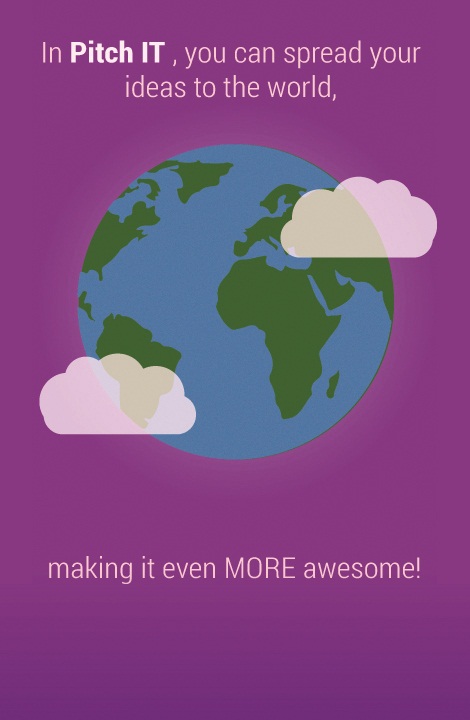 In Pitch IT , you can spread your
ideas to the world,
making it even MORE awesome!